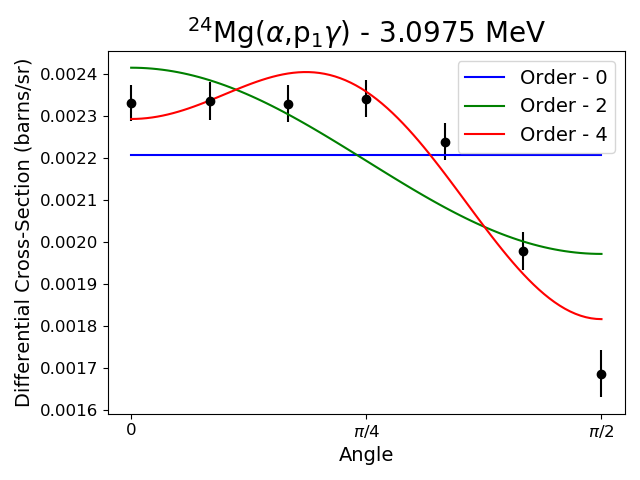 ²⁴Mg(α,p₁γ) - 3.0975 MeV
Differential Cross-Section (barns/sr)
0.0024
0.0023
0.0022
0.0021
0.0020
0.0019
0.0018
0.0017
0.0016
Order - 0
Order - 2
Order - 4
0 π/4 π/2
Angle